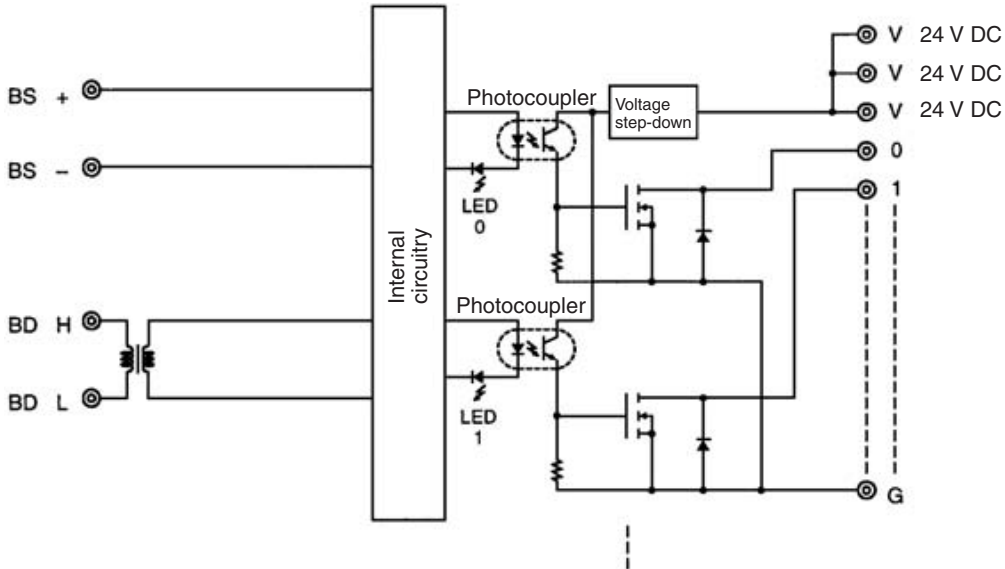 V 24 V DC
V 24 V DC
V 24 V DC
0
1
G
BS +
BS –
BD H
BD L
Internal
circuitry
Photocoupler
Voltage
step-down
LED
0
Photocoupler
LED
1